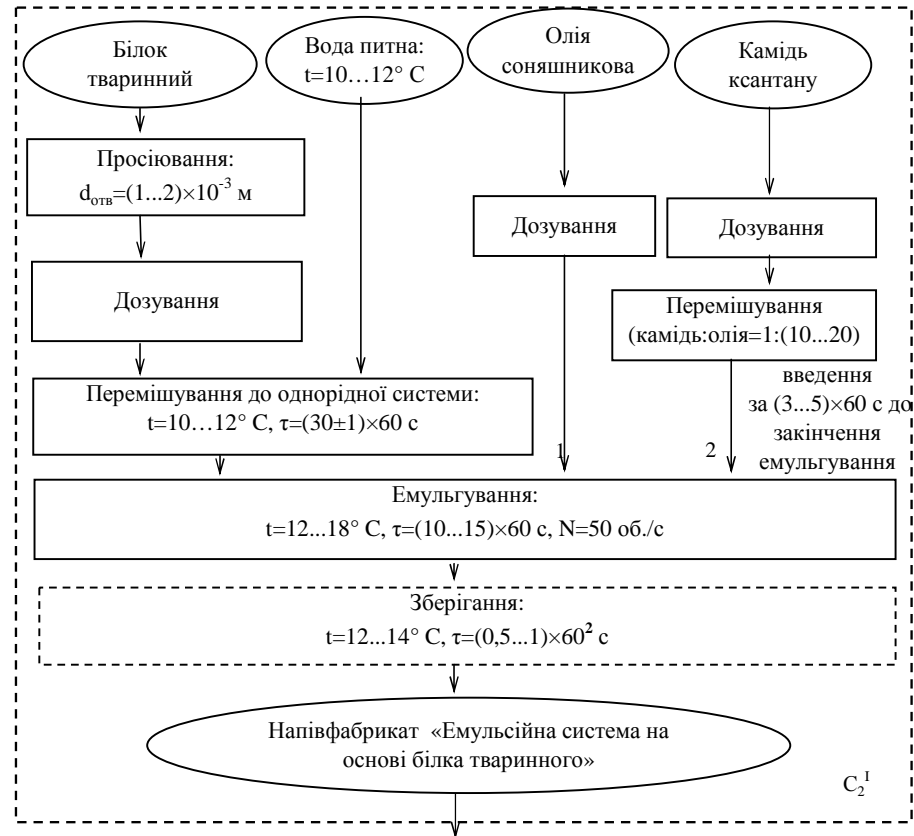 Білок
тваринний
Вода питна:
t=10…12° С
Олія
соняшникова
Камідь
ксантану
Просіювання:
dотв=(1...2)×10-3 м
Дозування
Дозування
Дозування
Перемішування
(камідь:олія=1:(10...20)
Перемішування до однорідної системи:
t=10…12° С, τ=(30±1)×60 с
1
2
введення
за (3...5)×60 с до
закінчення
емульгування
Емульгування:
t=12...18° С, τ=(10...15)×60 с, N=50 об./с
Зберігання:
t=12...14° С, τ=(0,5...1)×60² с
Напівфабрикат «Емульсійна система на
основі білка тваринного»
С2І